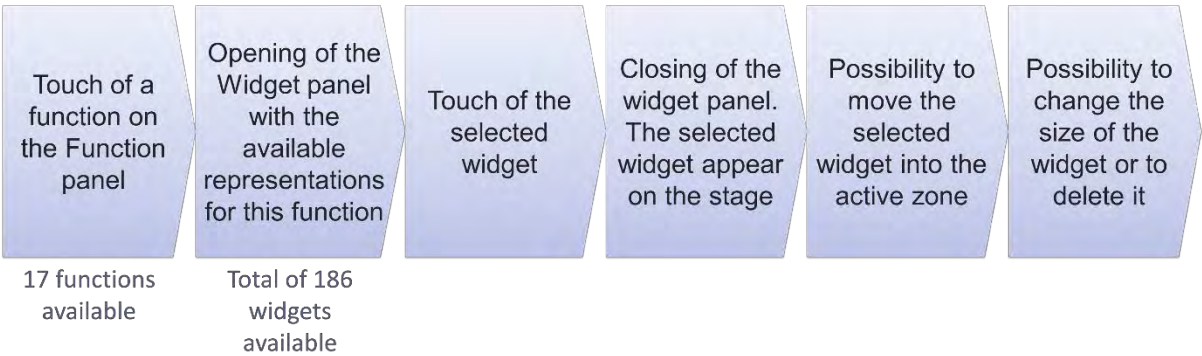 Touch of a
function on
the Function
panel
Opening of the
Widget panel
with the
available
representations
for this function
Touch of the
selected
widget
Closing of the
widget panel.
The selected
widget appear
on the stage
Possibility to
move the
selected
widget into the
active zone
Possibility to
change the
size of the
widget or to
delete it
17 functions
available
Total of 186
widgets
available